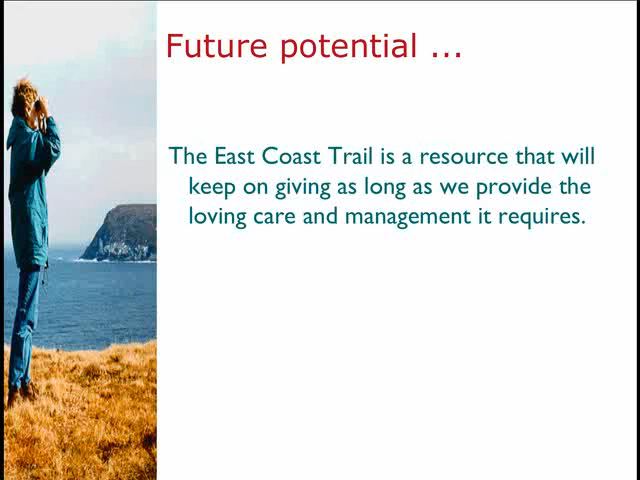 Future potential ...
The East Coast Trail is a resource that will
keep on giving as long as we provide the
loving care and management it requires.